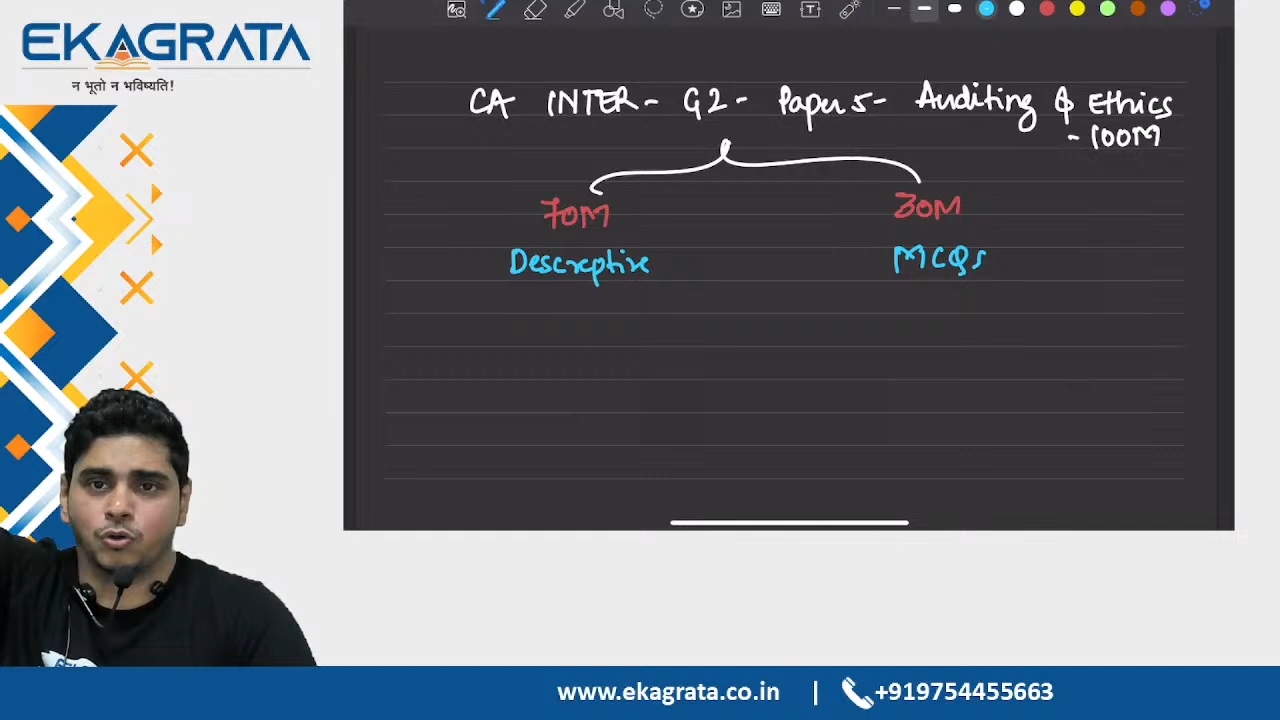 EKAGRATA
न भूतो न भविष्यति!
CA INTER - G2 - Paper 5 - Auditing & Ethics
- 100M
70M
30M
Descreptive
MCQs
www.ekagrata.co.in | +919754455663